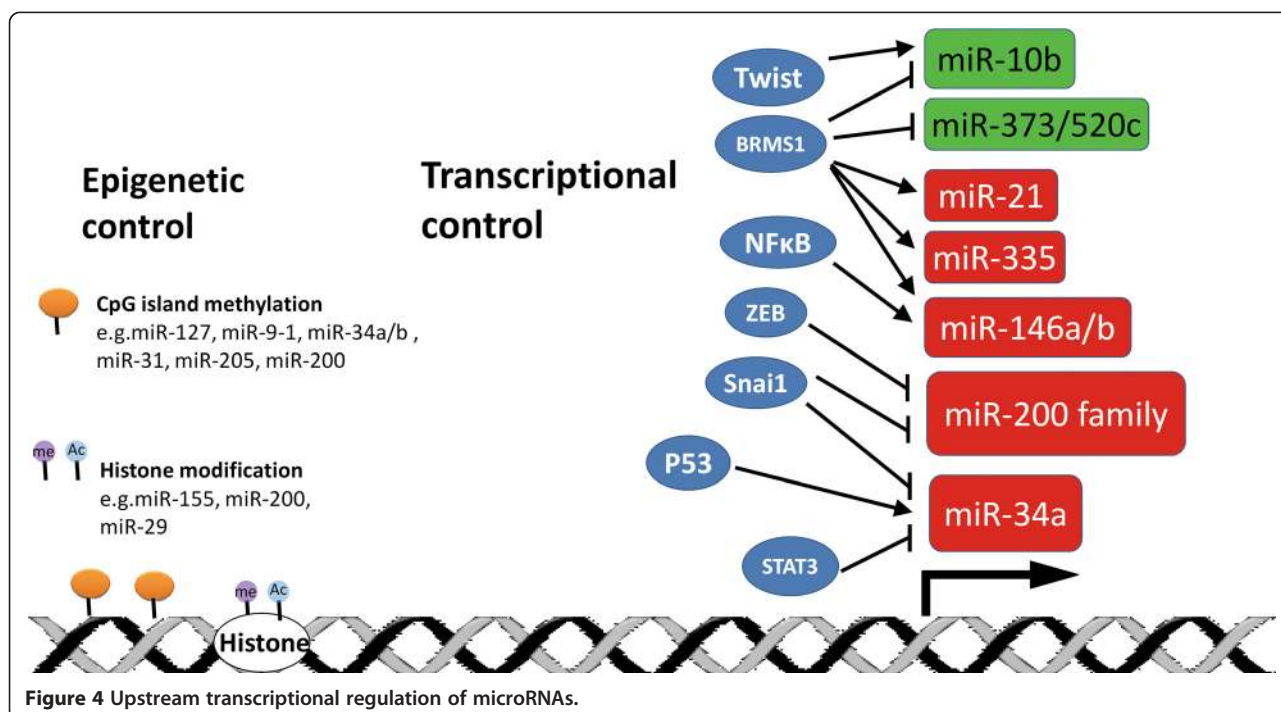 Epigenetic
control
CpG island methylation
e.g.miR-127, miR-9-1, miR-34a/b ,
miR-31, miR-205, miR-200
me Ac
Histone modification
e.g.miR-155, miR-200,
miR-29
Transcriptional
control
Twist
BRMS1
NFκB
ZEB
Snai1
P53
STAT3
miR-10b
miR-373/520c
miR-21
miR-335
miR-146a/b
miR-200 family
miR-34a
me Ac
Histone
Figure 4 Upstream transcriptional regulation of microRNAs.